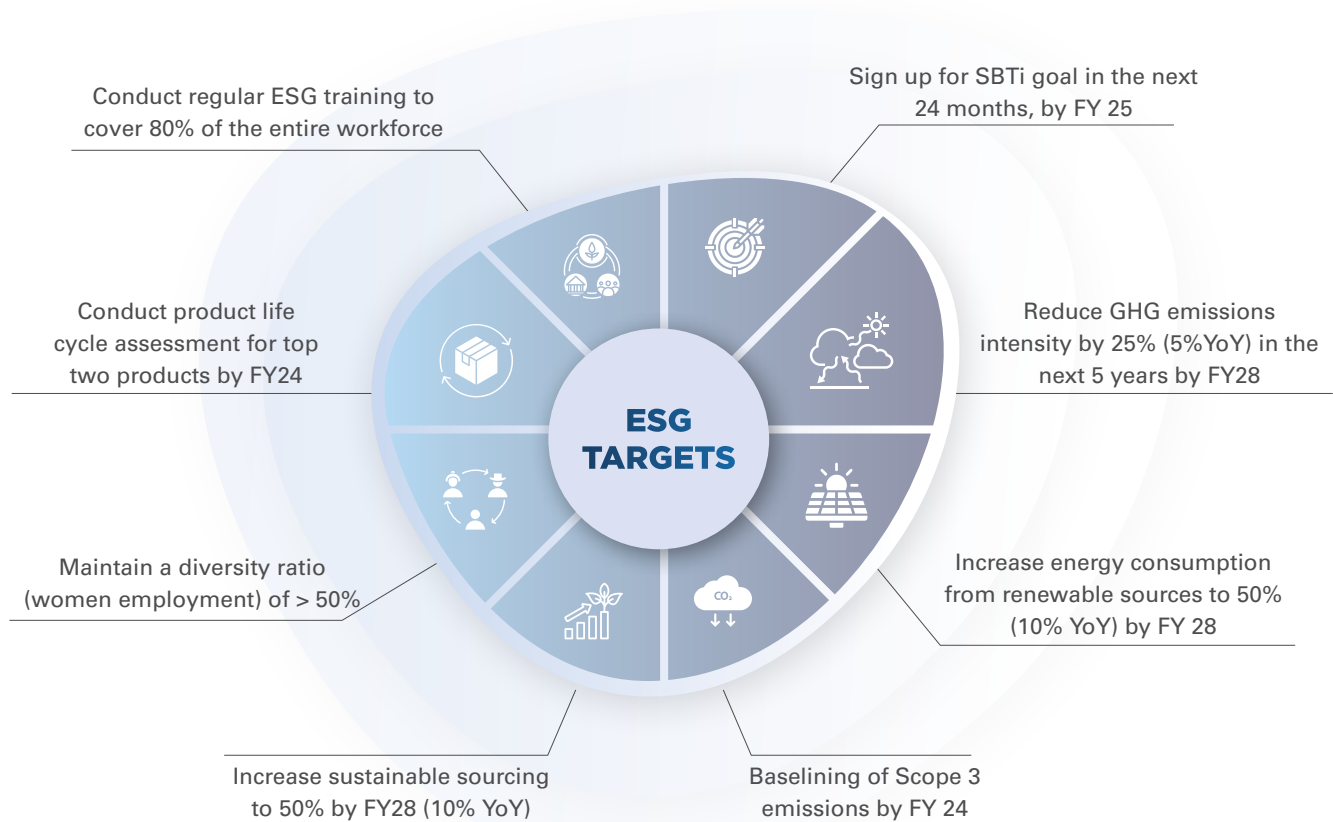 Conduct regular ESG training to
cover 80% of the entire workforce
Sign up for SBTi goal in the next
24 months, by FY 25
Conduct product life
cycle assessment for top
two products by FY24
Reduce GHG emissions
intensity by 25% (5%YoY) in the
next 5 years by FY28
ESG
TARGETS
Maintain a diversity ratio
(women employment) of > 50%
Increase energy consumption
from renewable sources to 50%
(10% YoY) by FY 28
CO₂
Increase sustainable sourcing
to 50% by FY28 (10% YoY)
Baselining of Scope 3
emissions by FY 24